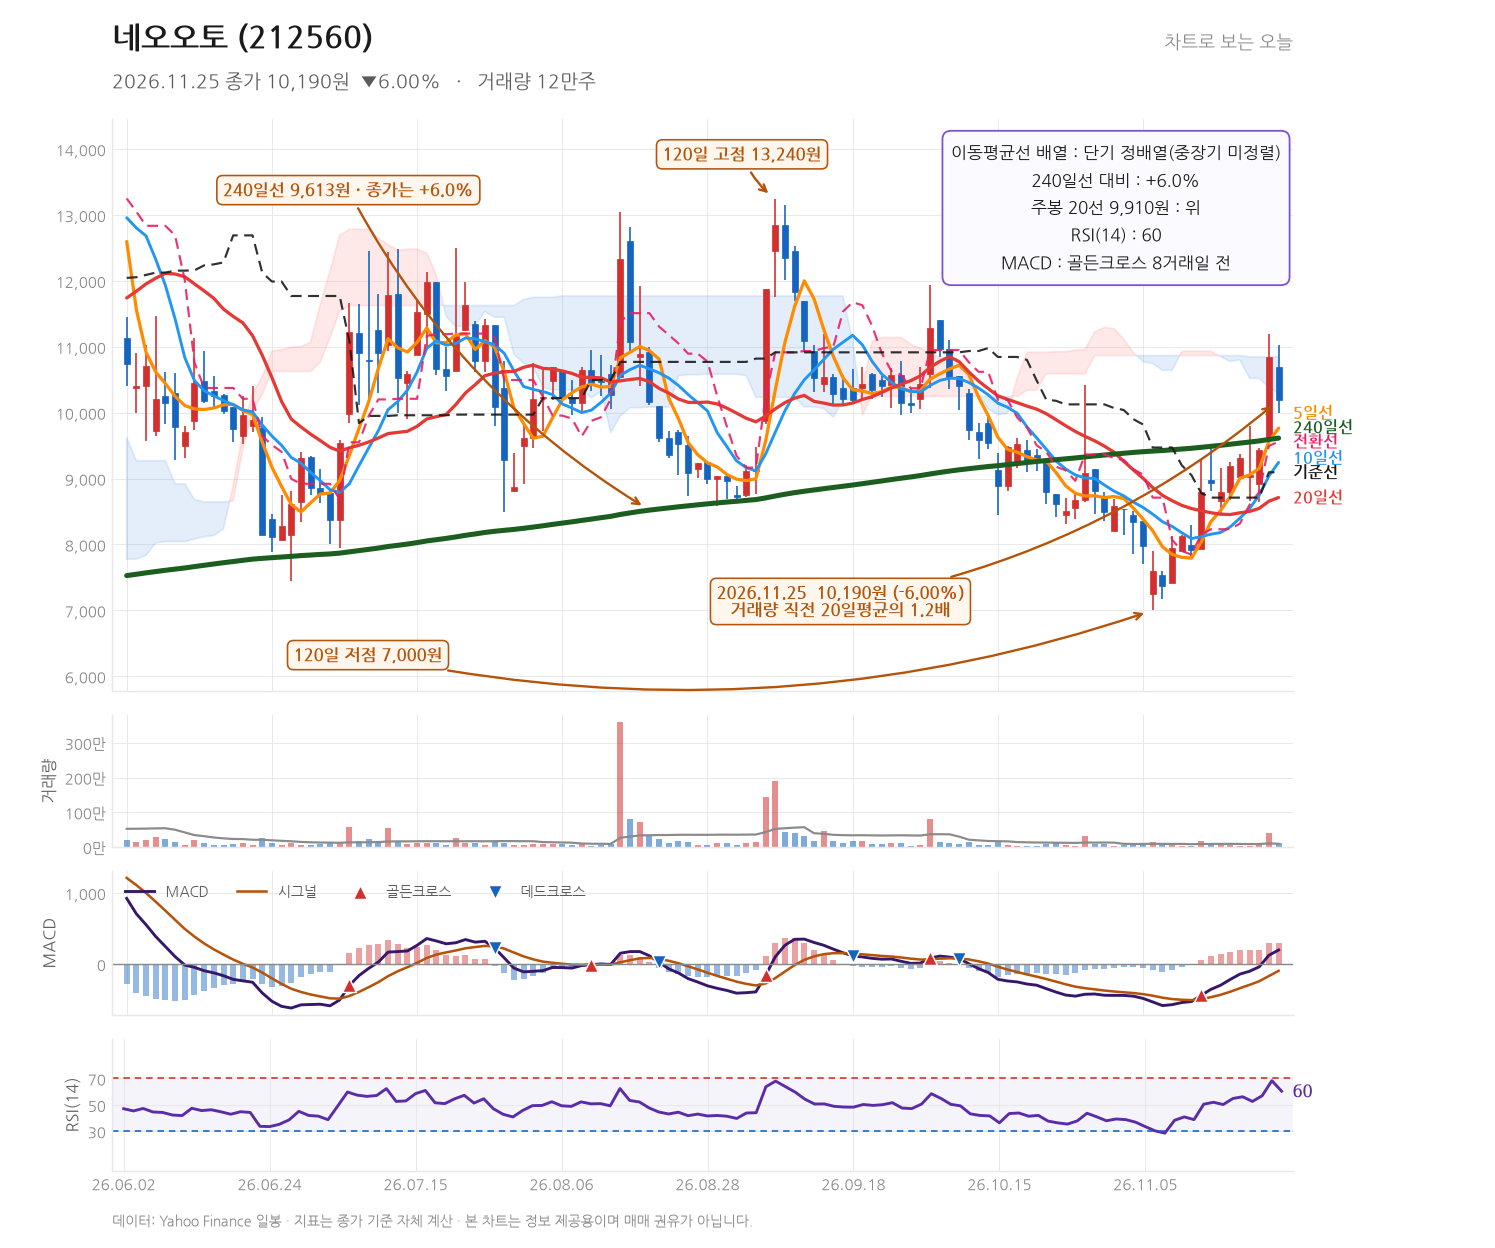 네오오토 (212560)
차트로 보는 오늘
2026.11.25 종가 10,190원 ▼6.00% · 거래량 12만주
14,000
13,000
12,000
11,000
10,000
9,000
8,000
7,000
6,000
240일선 9,613원 · 종가는 +6.0%
120일 고점 13,240원
이동평균선 배열 : 단기 정배열(중장기 미정렬)
240일선 대비 : +6.0%
주봉 20선 9,910원 : 위
RSI(14) : 60
MACD : 골든크로스 8거래일 전
5일선
240일선
전환선
10일선
기준선
20일선
2026.11.25 10,190원 (-6.00%)
거래량 직전 20일평균의 1.2배
120일 저점 7,000원
거래량
300만
200만
100만
0만
MACD
1,000
0
MACD
시그널
골든크로스
데드크로스
RSI(14)
70
50
30
60
26.06.02
26.06.24
26.07.15
26.08.06
26.08.28
26.09.18
26.10.15
26.11.05
데이터: Yahoo Finance 일봉 · 지표는 종가 기준 자체 계산 · 본 차트는 정보 제공용이며 매매 권유가 아닙니다.